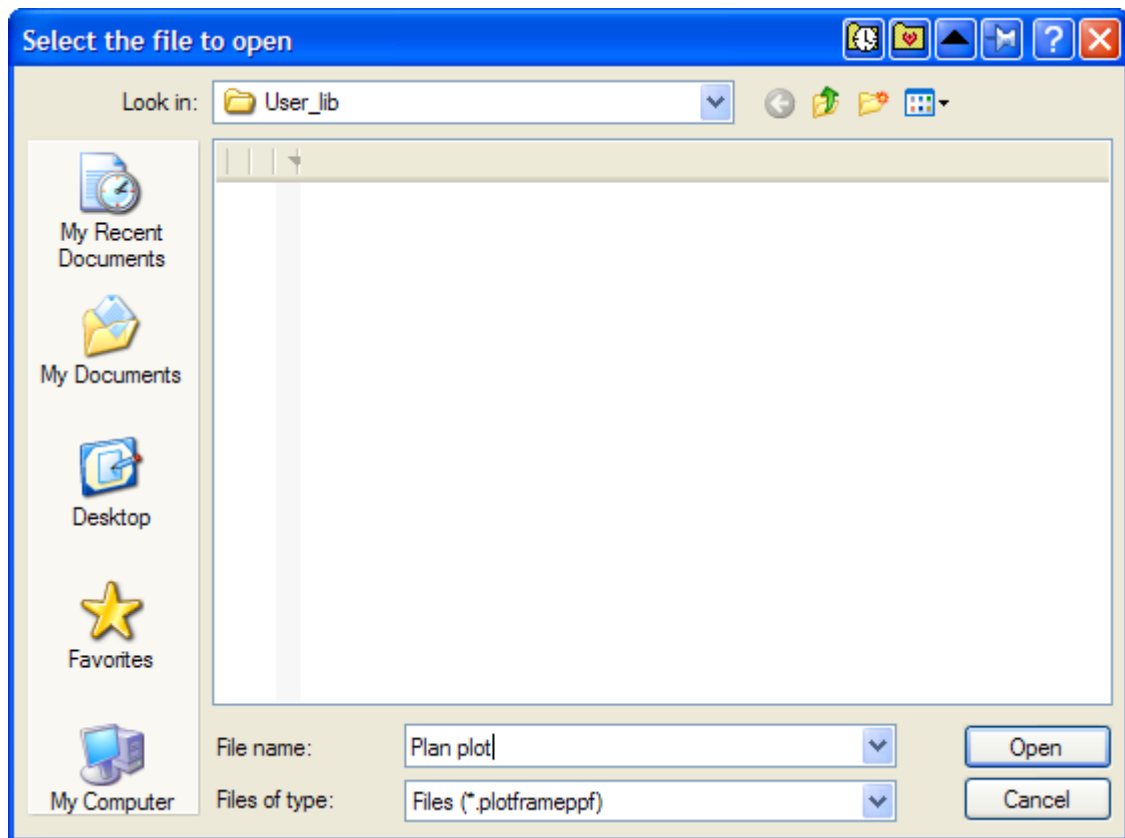 Select the file to open
Look in:
User_lib
My Recent
Documents
My Documents
Desktop
Favorites
My Computer
File name:
Plan plot
Open
Files of type:
Files (*.plotframeppf)
Cancel